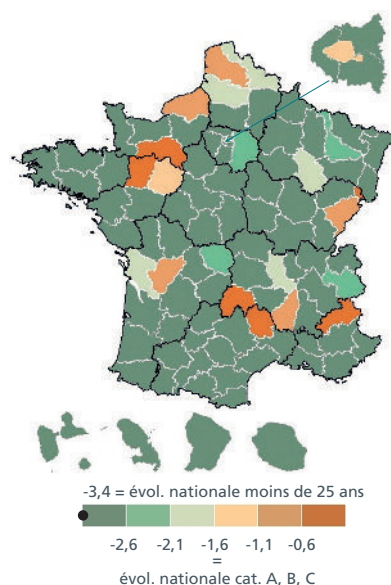 -3,4 = évol. nationale moins de 25 ans
-2,6 -2,1 -1,6 -1,1 -0,6
=
évol. nationale cat. A, B, C